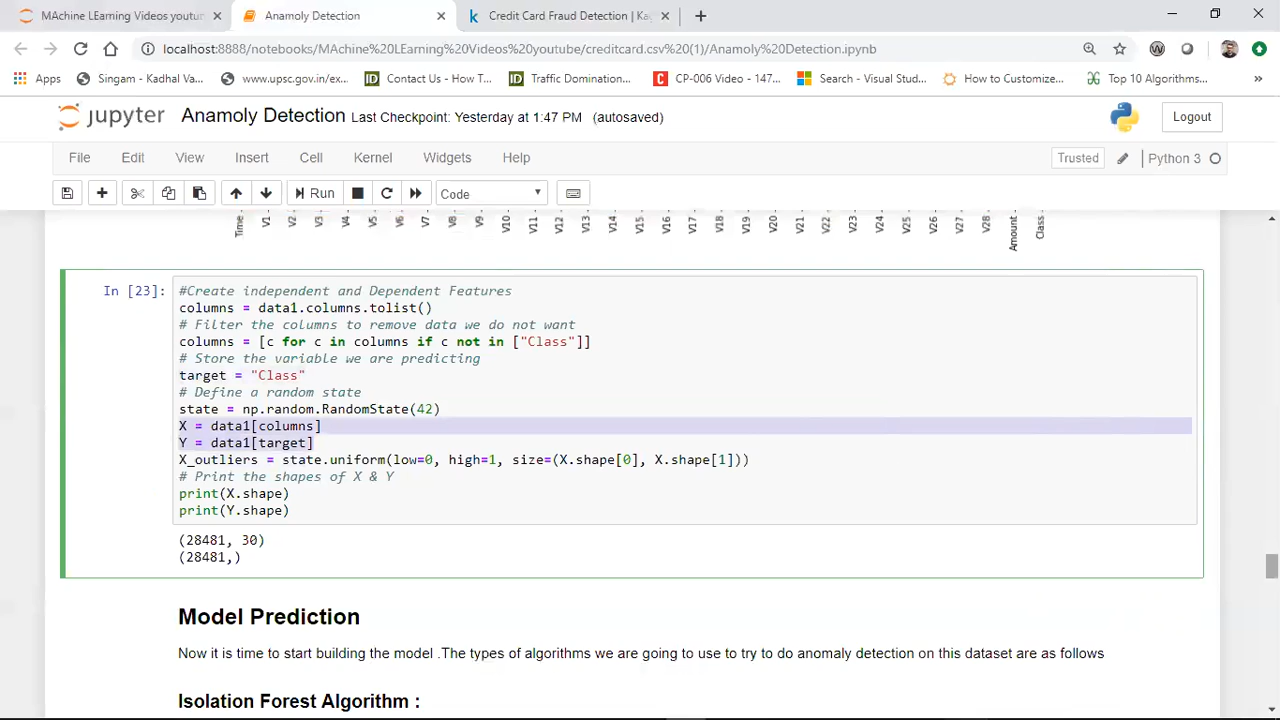 MAchine LEarning Videos youtu
Anamoly Detection
Credit Card Fraud Detection | Ka
localhost:8888/notebooks/MAchine%20LEarning%20Videos%20youtube/creditcard.csv%20(1)/Anamoly%20Detection.ipynb
Apps
Singam - Kadhal Va...
www.upsc.gov.in/ex...
Contact Us - How T...
Traffic Domination...
CP-006 Video - 147...
Search - Visual Stud...
How to Customize...
Top 10 Algorithms...
»
jupyter
Anamoly Detection Last Checkpoint: Yesterday at 1:47 PM (autosaved)
Logout
File Edit View Insert Cell Kernel Widgets Help
Trusted
Python 3
Run
Code
Time V1 V2 V3 V4 V5 V6 V7 V8 V9 V10 V11 V12 V13 V14 V15 V16 V17 V18 V19 V20 V21 V22 V23 V24 V25 V26 V27 V28 Amount Class
In [23]:
#Create independent and Dependent Features
columns = data1.columns.tolist()
# Filter the columns to remove data we do not want
columns = [c for c in columns if c not in ["Class"]]
# Store the variable we are predicting
target = "Class"
# Define a random state
state = np.random.RandomState(42)
X = data1[columns]
Y = data1[target]
X_outliers = state.uniform(low=0, high=1, size=(X.shape[0], X.shape[1]))
# Print the shapes of X & Y
print(X.shape)
print(Y.shape)
(28481, 30)
(28481,)
Model Prediction
Now it is time to start building the model .The types of algorithms we are going to use to try to do anomaly detection on this dataset are as follows
Isolation Forest Algorithm :